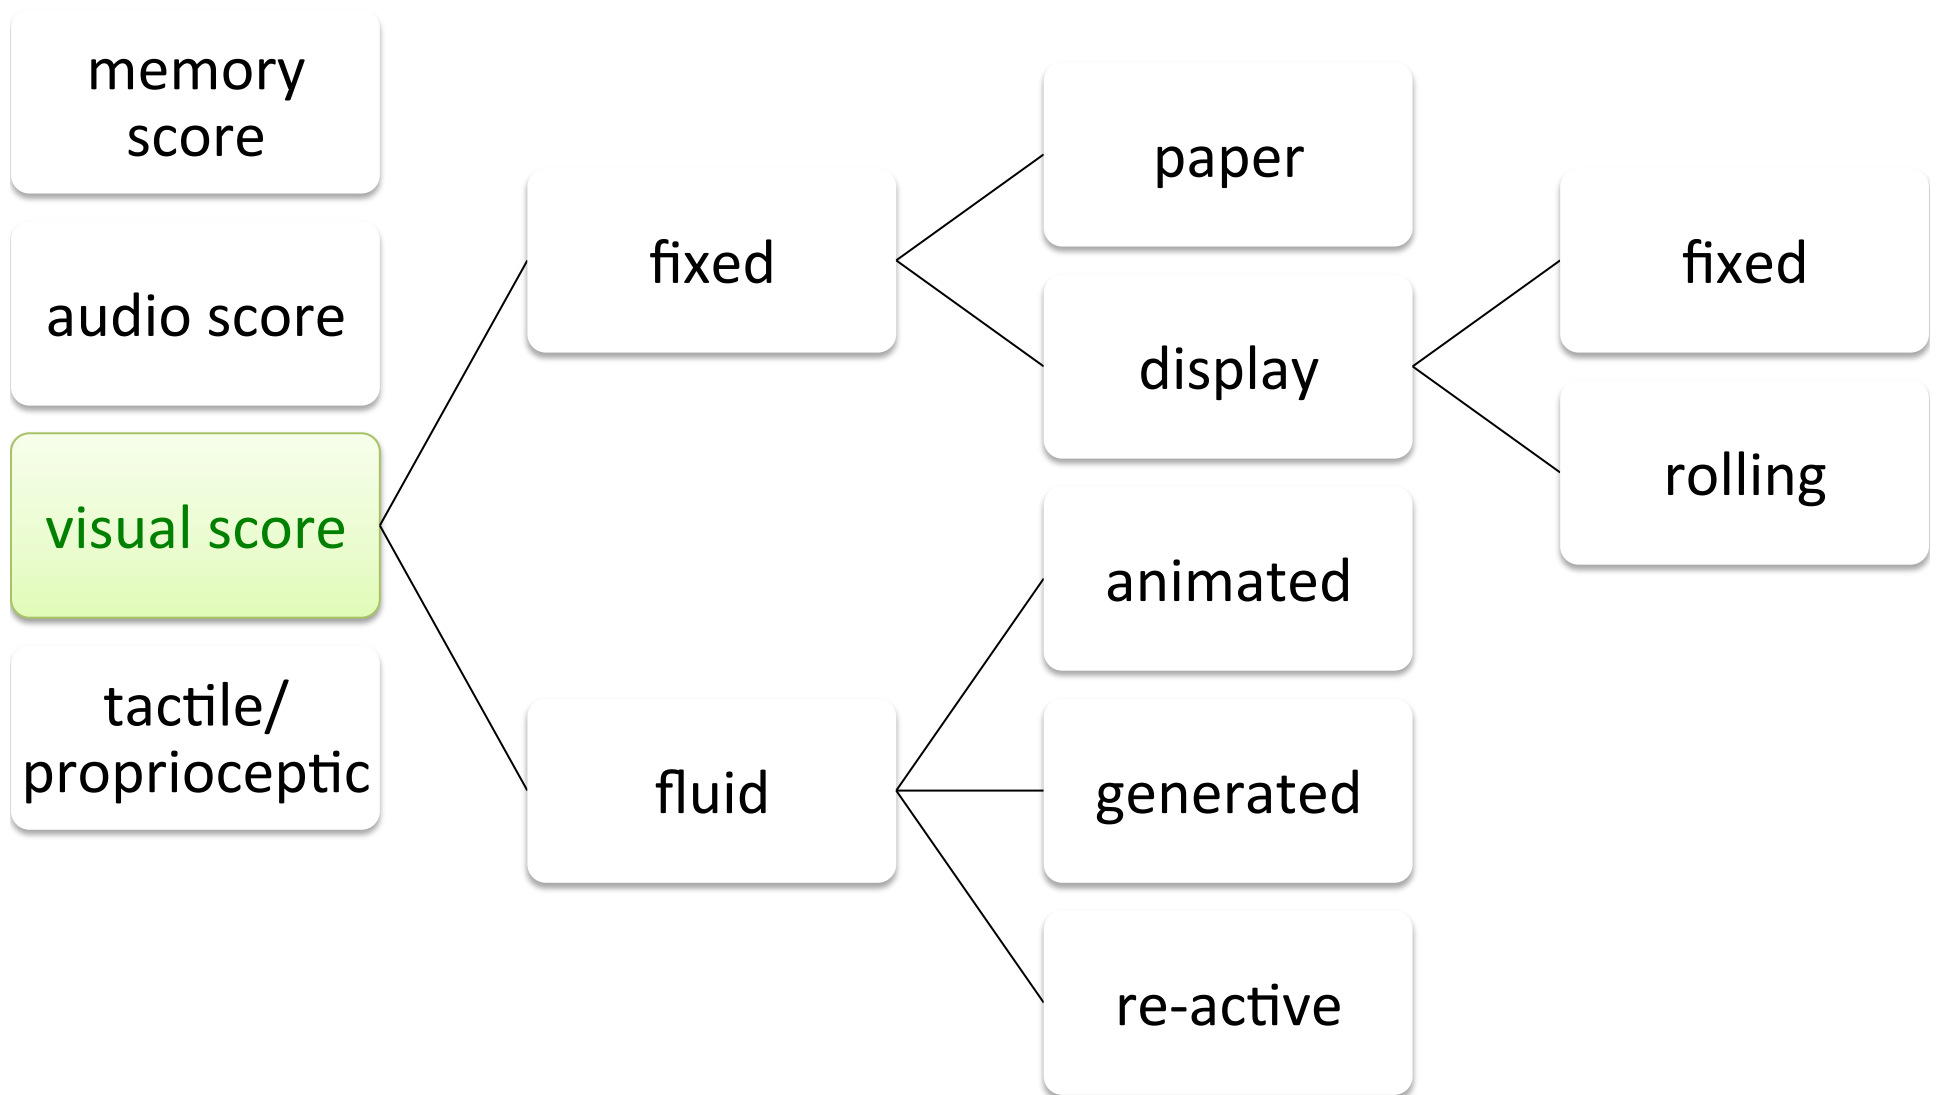 memory
score
audio score
visual score
tactile/
proprioceptic
fixed
fluid
paper
display
animated
generated
re-active
fixed
rolling